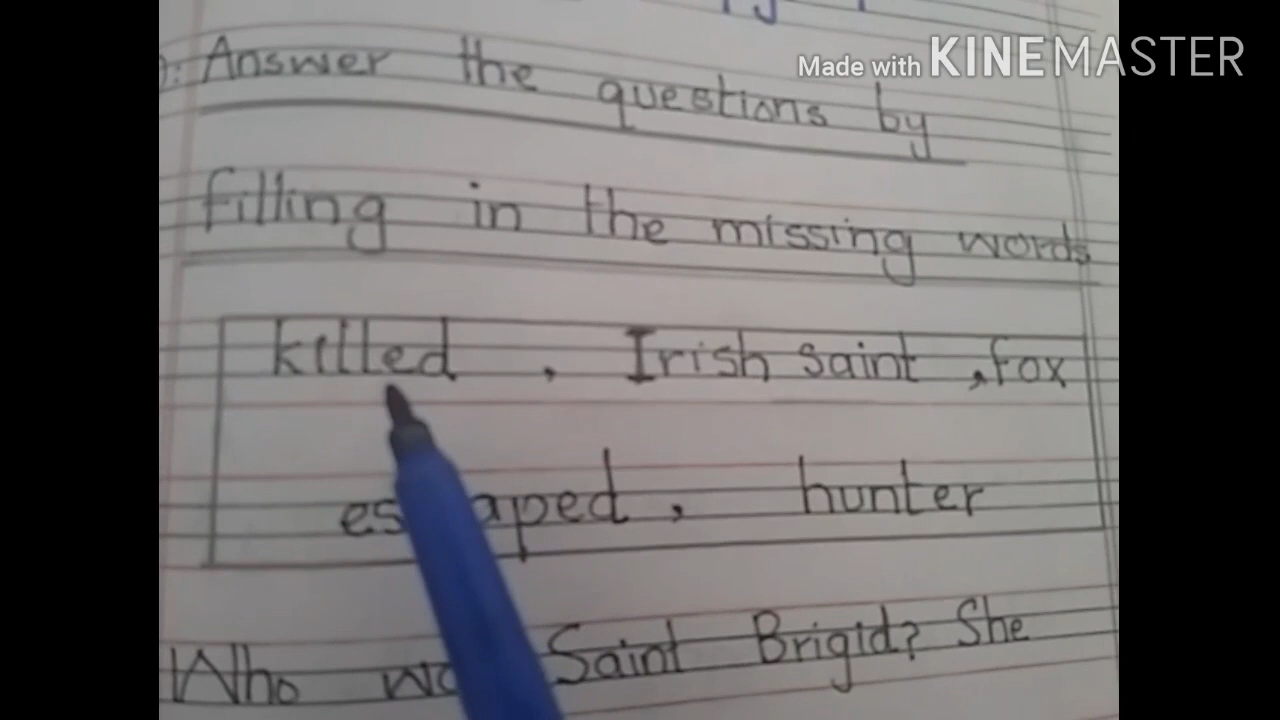 Made with KINEMASTER
: Answer the questions by
filling in the missing words
killed, Irish saint, fox
escaped, hunter
Who Saint Brigid? She